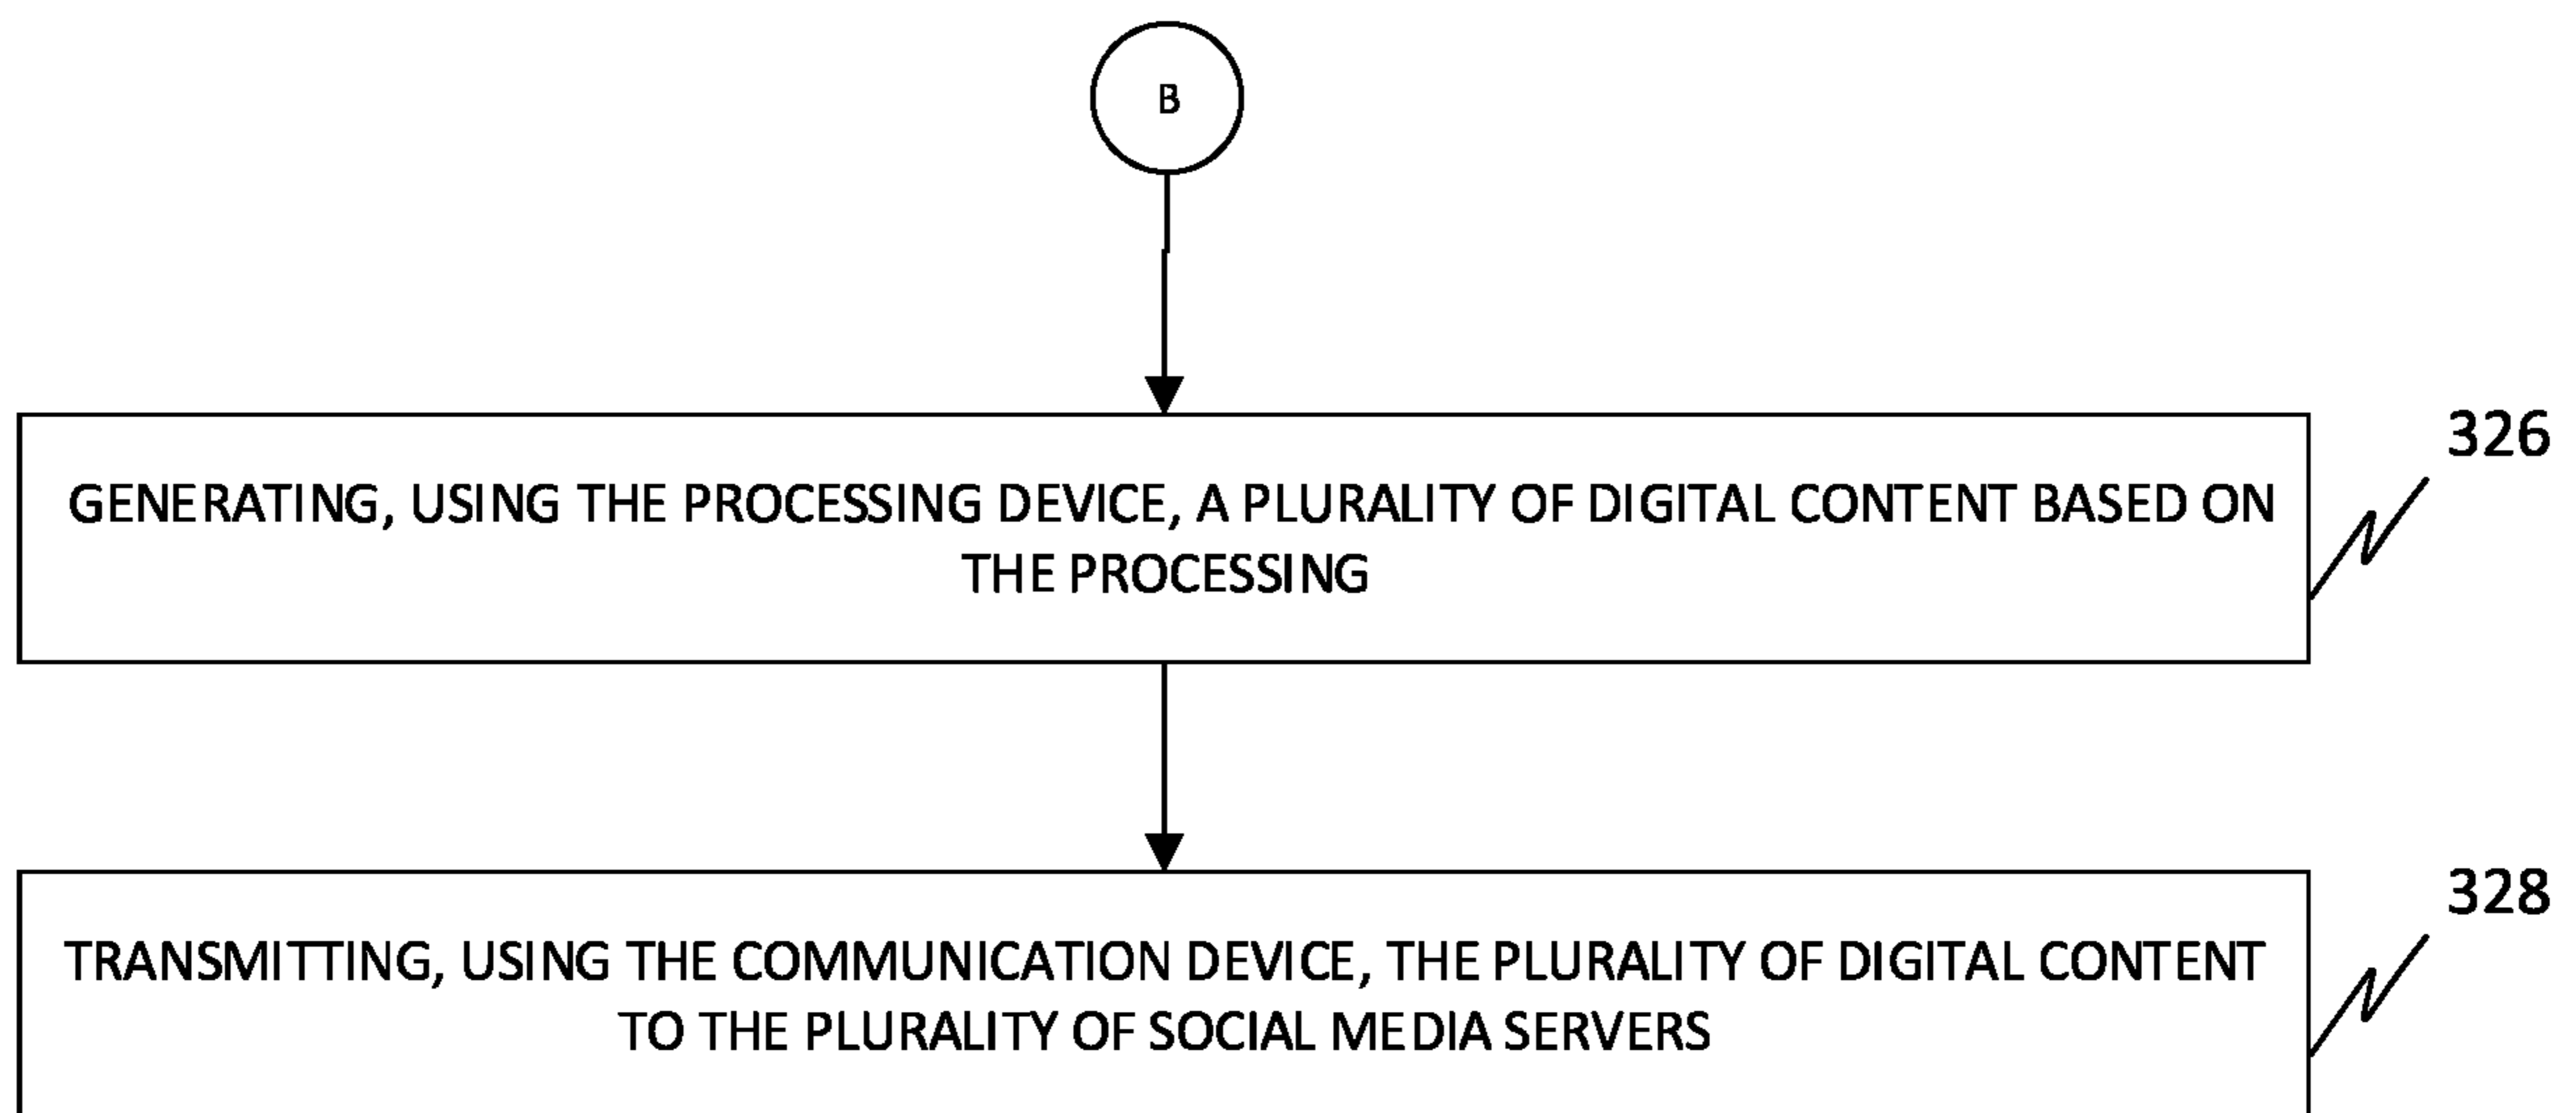 B
326
GENERATING, USING THE PROCESSING DEVICE, A PLURALITY OF DIGITAL CONTENT BASED ON
THE PROCESSING
328
TRANSMITTING, USING THE COMMUNICATION DEVICE, THE PLURALITY OF DIGITAL CONTENT
TO THE PLURALITY OF SOCIAL MEDIA SERVERS